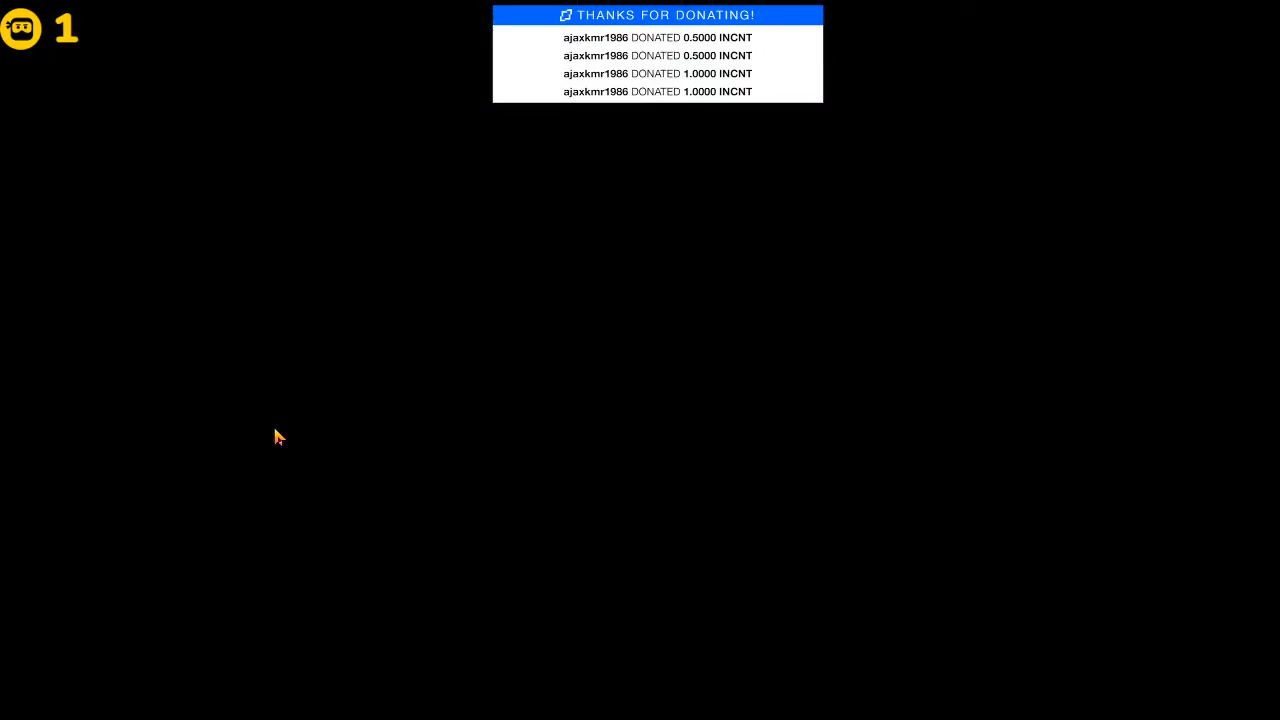 1
THANKS FOR DONATING!
ajaxkmr1986 DONATED 0.5000 INCNT
ajaxkmr1986 DONATED 0.5000 INCNT
ajaxkmr1986 DONATED 1.0000 INCNT
ajaxkmr1986 DONATED 1.0000 INCNT